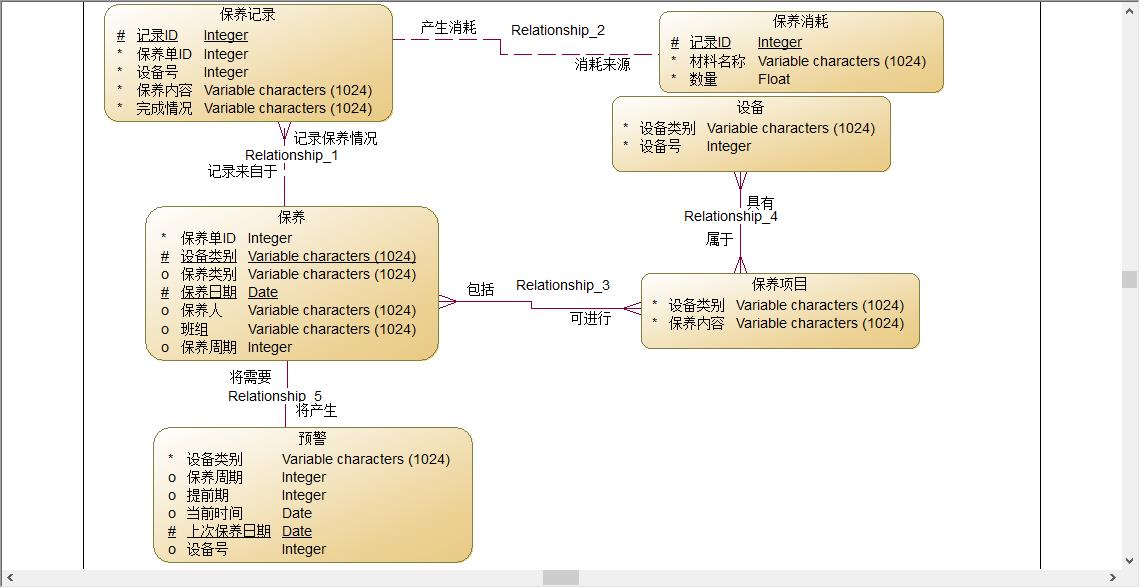 保养记录
# 记录ID Integer
* 保养单ID Integer
* 设备号 Integer
* 保养内容 Variable characters (1024)
* 完成情况 Variable characters (1024)
产生消耗
Relationship_2
消耗来源
保养消耗
# 记录ID Integer
* 材料名称 Variable characters (1024)
* 数量 Float
设备
* 设备类别 Variable characters (1024)
* 设备号 Integer
记录保养情况
Relationship_1
记录来自于
具有
Relationship_4
属于
保养
* 保养单ID Integer
# 设备类别 Variable characters (1024)
o 保养类别 Variable characters (1024)
# 保养日期 Date
o 保养人 Variable characters (1024)
o 班组 Variable characters (1024)
o 保养周期 Integer
包括
Relationship_3
可进行
保养项目
* 设备类别 Variable characters (1024)
* 保养内容 Variable characters (1024)
将需要
Relationship_5
将产生
预警
* 设备类别 Variable characters (1024)
o 保养周期 Integer
o 提前期 Integer
o 当前时间 Date
# 上次保养日期 Date
o 设备号 Integer